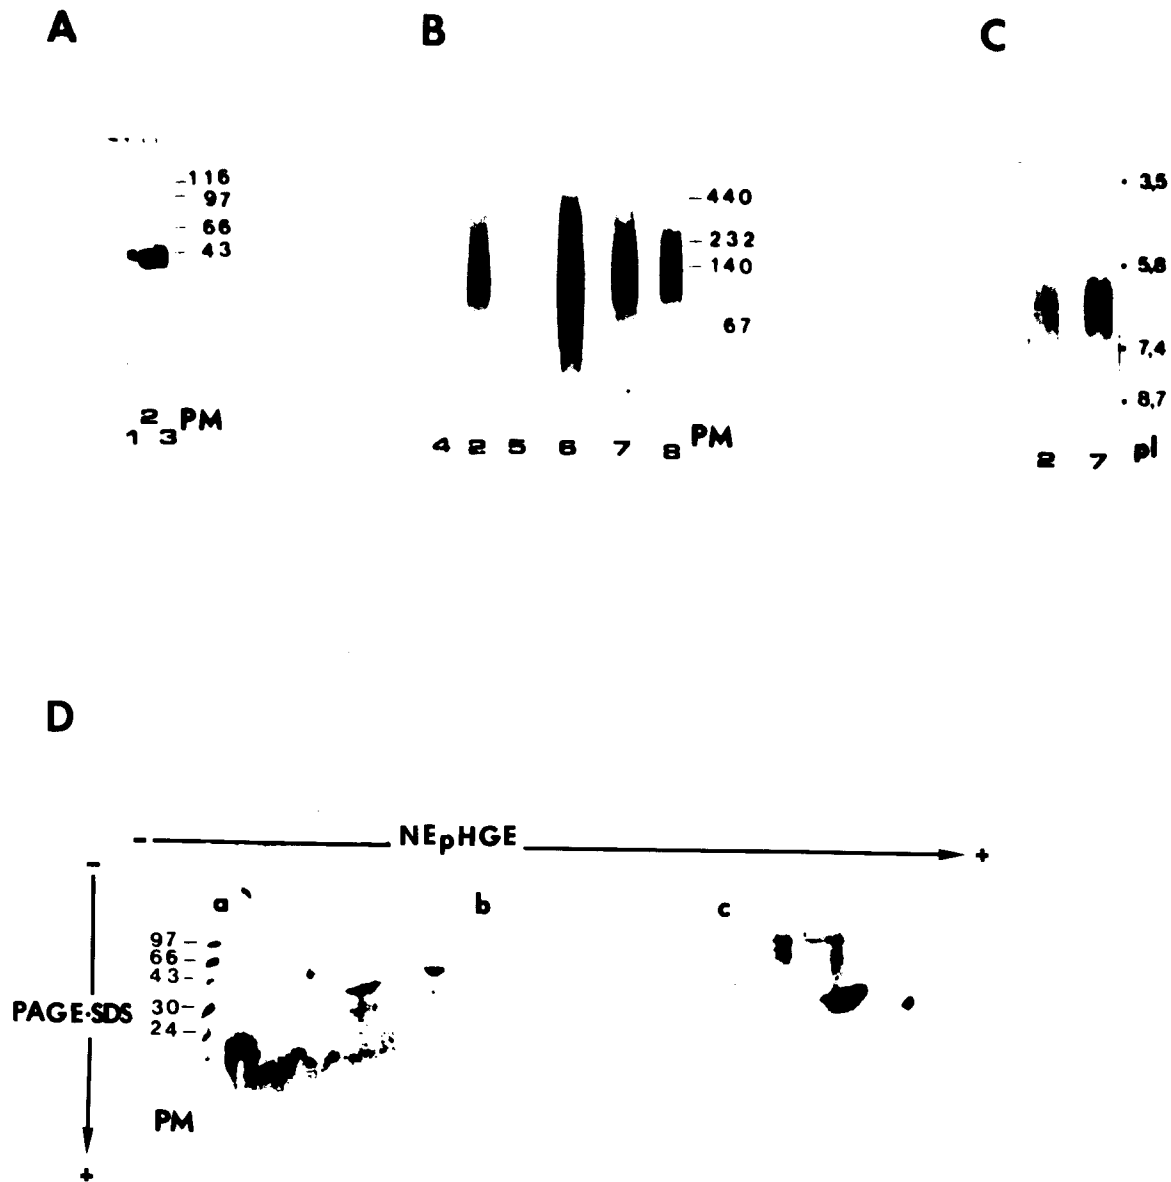 A
-116
- 97
- 66
- 43
1 2 3 PM
B
-440
-232
-140
67
4 2 5 6 7 8 PM
C
3,5
5,8
7,4
8,7
2 7 pI
D
- NEpHGE +
-
PAGE·SDS
+
a
b
c
97-
66-
43-
30-
24-
PM